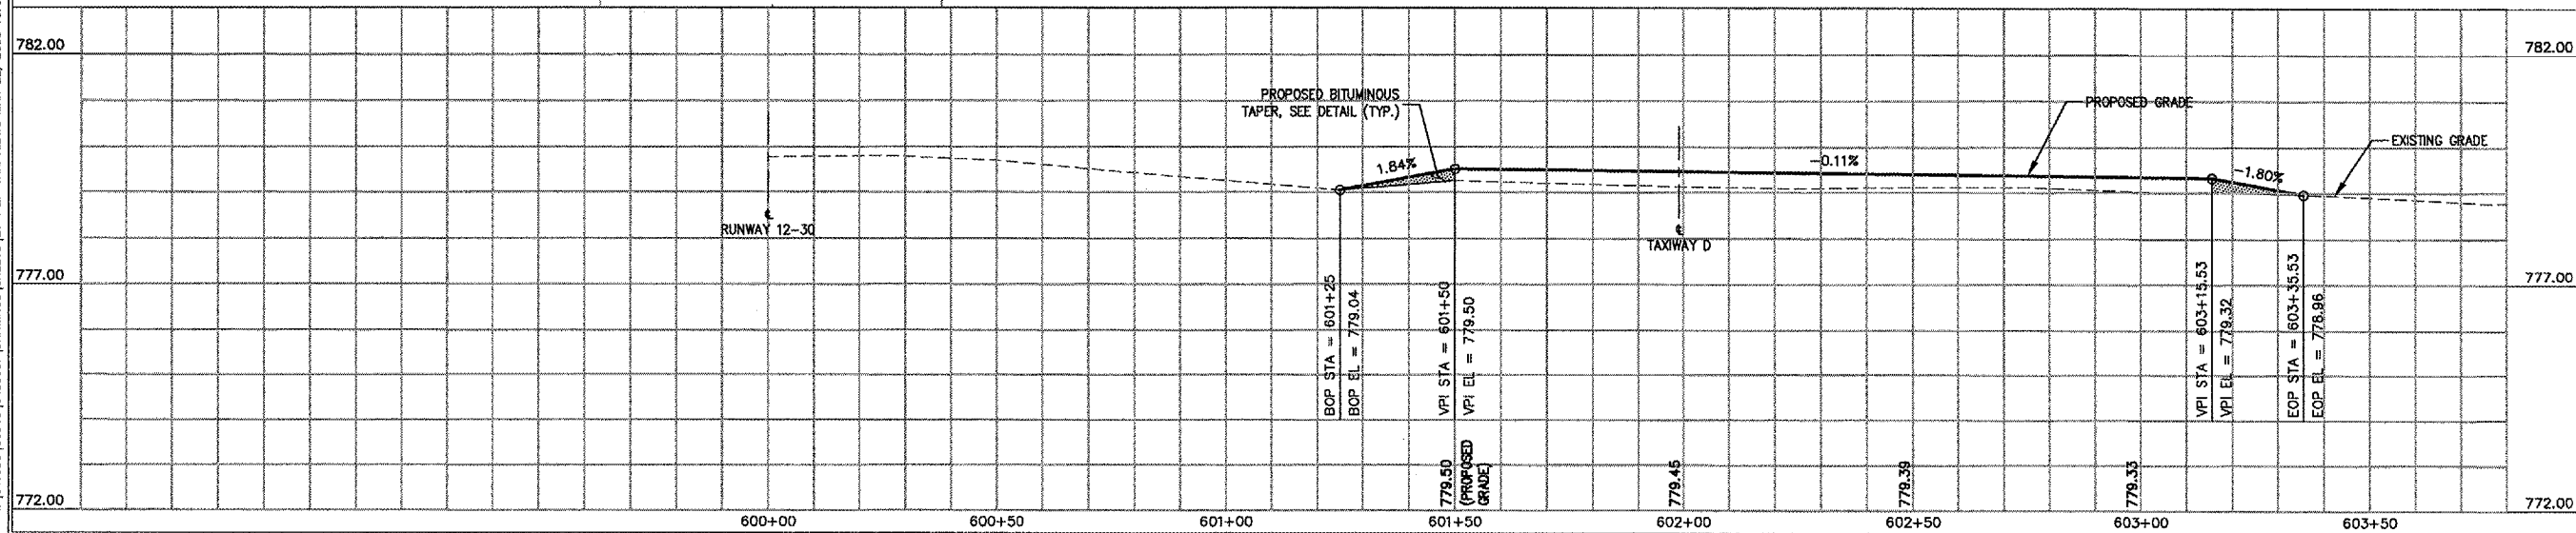 782.00
782.00
PROPOSED BITUMINOUS
TAPER, SEE DETAIL (TYP.)
PROPOSED GRADE
EXISTING GRADE
1.84%
-0.11%
-1.80%
℄
RUNWAY 12-30
℄
TAXIWAY D
777.00
777.00
BOP STA = 601+25
BOP EL = 779.04
VPI STA = 601+50
VPI EL = 779.50
VPI STA = 603+15.53
VPI EL = 779.32
EOP STA = 603+35.53
EOP EL = 778.96
779.50
(PROPOSED
GRADE)
779.45
779.39
779.33
772.00
772.00
600+00
600+50
601+00
601+50
602+00
602+50
603+00
603+50